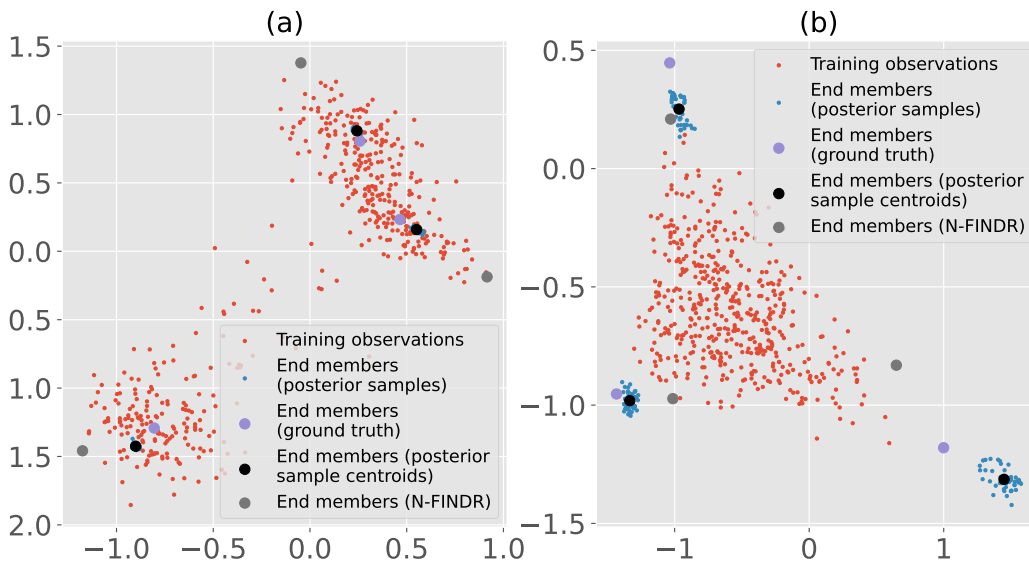 (a)
1.5
1.0
0.5
0.0
0.5
1.0
1.5
2.0
−1.0
−0.5
0.0
0.5
1.0
Training observations
End members
(posterior samples)
End members
(ground truth)
End members (posterior
sample centroids)
End members (N-FINDR)
(b)
0.5
0.0
−0.5
−1.0
−1.5
−1
0
1
Training observations
End members
(posterior samples)
End members
(ground truth)
End members (posterior
sample centroids)
End members (N-FINDR)